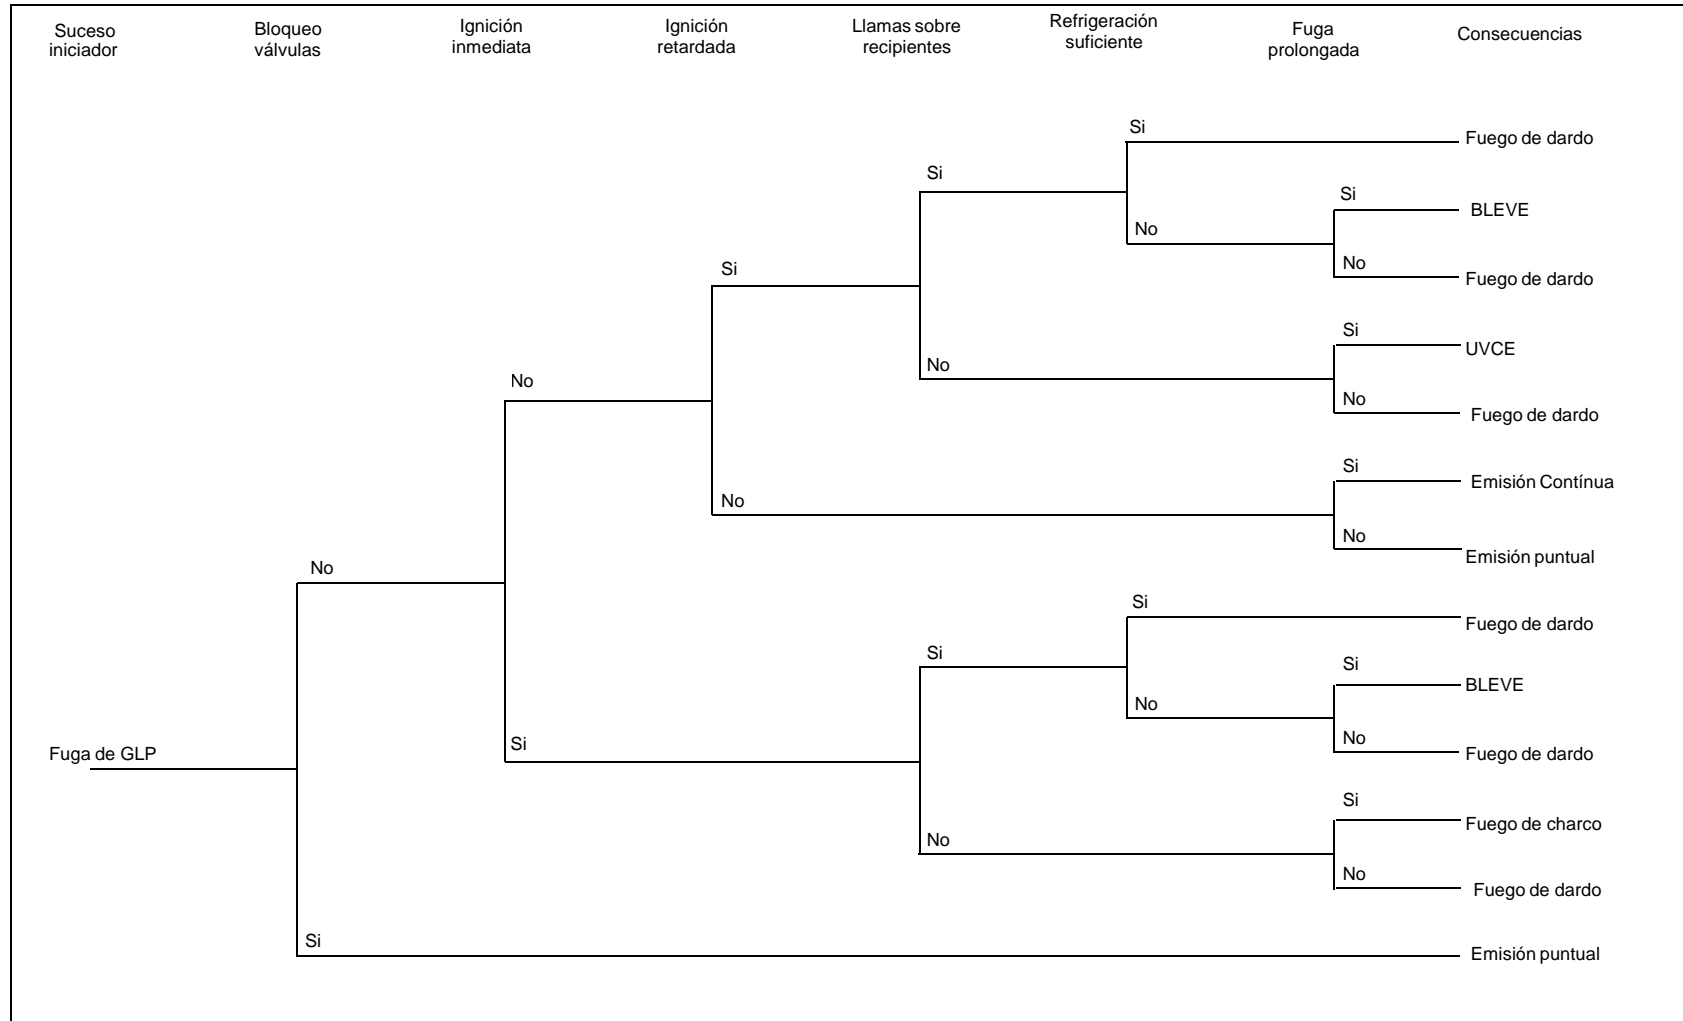 Suceso
iniciador
Bloqueo
válvulas
Ignición
inmediata
Ignición
retardada
Llamas sobre
recipientes
Refrigeración
suficiente
Fuga
prolongada
Consecuencias
Si
Fuego de dardo
Si
Si
BLEVE
No
No
Fuego de dardo
Si
Si
UVCE
No
No
Fuego de dardo
No
Si
Emisión Contínua
No
No
Emisión puntual
No
Si
Fuego de dardo
Si
Si
BLEVE
No
No
Fuego de dardo
Fuga de GLP
Si
Si
Fuego de charco
No
No
Fuego de dardo
Si
Emisión puntual